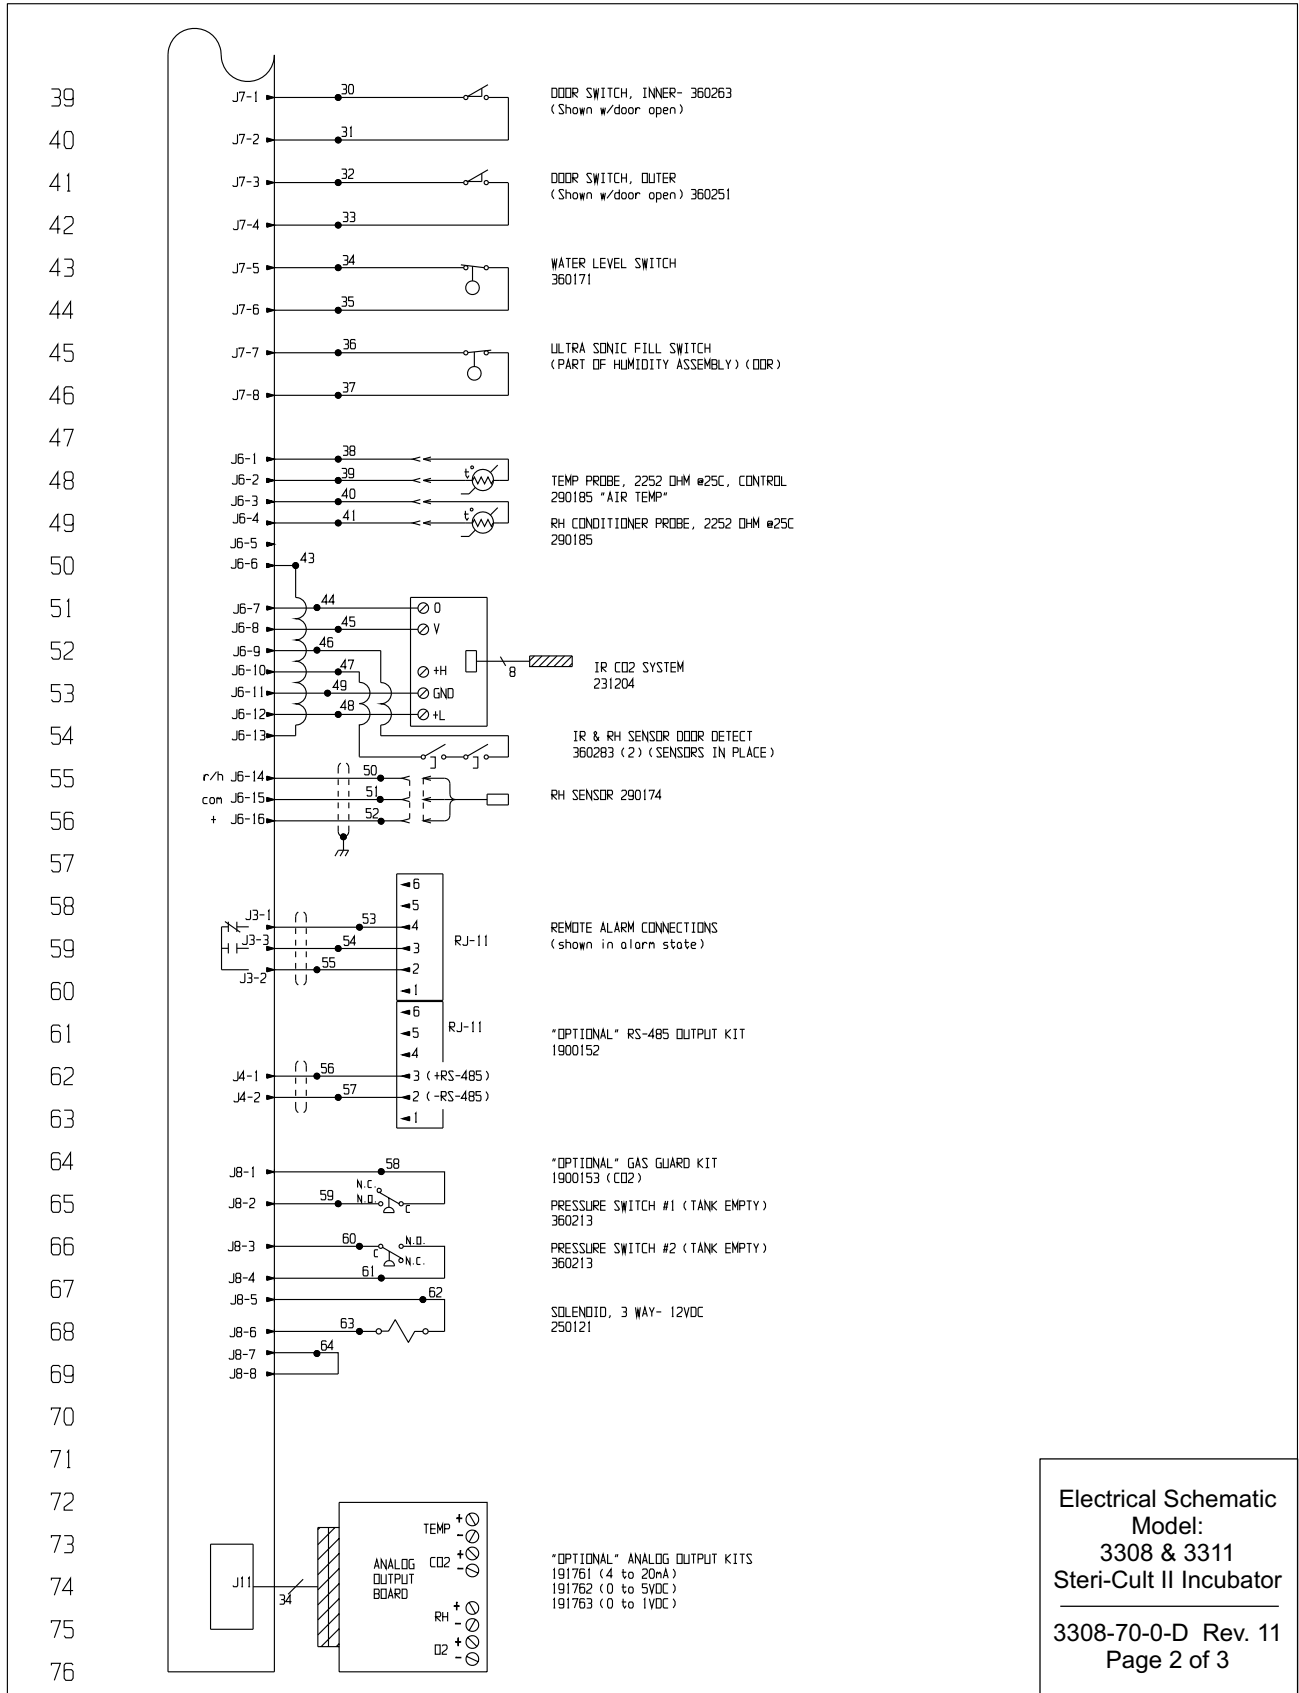 39 J7-1 30 DOOR SWITCH, INNER- 360263
(Shown w/door open)
40 J7-2 31
41 J7-3 32 DOOR SWITCH, OUTER
(Shown w/door open) 360251
42 J7-4 33
43 J7-5 34 WATER LEVEL SWITCH
360171
44 J7-6 35
45 J7-7 36 ULTRA SONIC FILL SWITCH
(PART OF HUMIDITY ASSEMBLY) (DOR)
46 J7-8 37
47
J6-1 38
48 J6-2 39 t° TEMP PROBE, 2252 OHM @25C, CONTROL
J6-3 40 290185 "AIR TEMP"
49 J6-4 41 t° RH CONDITIONER PROBE, 2252 OHM @25C
J6-5 290185
50 J6-6 43
51 J6-7 44 O
J6-8 45 V
52 J6-9 46
J6-10 47 +H 8 IR CO2 SYSTEM
53 J6-11 49 GND 231204
J6-12 48 +L
54 J6-13 IR & RH SENSOR DOOR DETECT
360283 (2) (SENSORS IN PLACE)
55 r/h J6-14 50
com J6-15 51 RH SENSOR 290174
56 + J6-16 52
57
6
58 5
J3-1 53 4 REMOTE ALARM CONNECTIONS
59 J3-3 54 3 RJ-11 (shown in alarm state)
J3-2 55 2
60 1
6
61 5 RJ-11 "OPTIONAL" RS-485 OUTPUT KIT
4 1900152
62 J4-1 56 3 (+RS-485)
J4-2 57 2 (-RS-485)
63 1
64 J8-1 58 "OPTIONAL" GAS GUARD KIT
N.C. 1900153 (CO2)
65 J8-2 59 N.O. C PRESSURE SWITCH #1 (TANK EMPTY)
360213
66 J8-3 60 N.O. PRESSURE SWITCH #2 (TANK EMPTY)
C N.C. 360213
J8-4 61
67 J8-5 62
SOLENOID, 3 WAY- 12VDC
68 J8-6 63 250121
J8-7 64
69 J8-8
70
71
72
TEMP + -
73 CO2 + -
ANALOG
OUTPUT
BOARD
"OPTIONAL" ANALOG OUTPUT KITS
191761 (4 to 20mA)
74 J11 34 191762 (0 to 5VDC)
191763 (0 to 1VDC)
75 RH + -
O2 + -
76
Electrical Schematic
Model:
3308 & 3311
Steri-Cult II Incubator
3308-70-0-D Rev. 11
Page 2 of 3